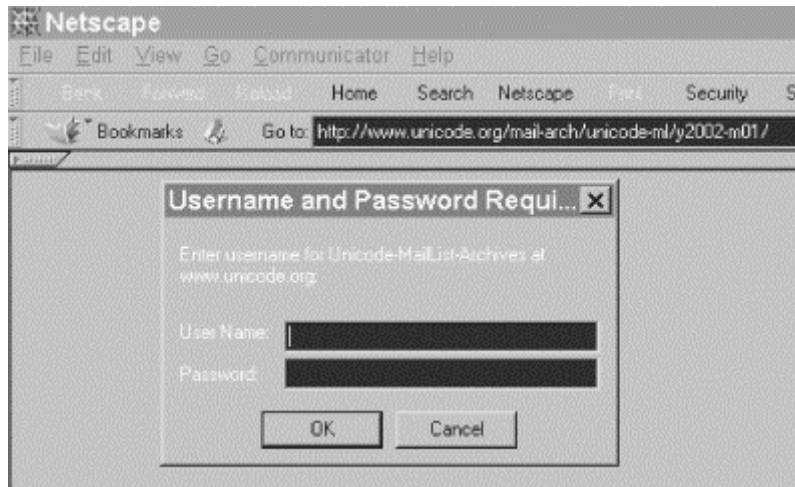 Netscape
File Edit View Go Communicator Help
Back Forward Reload Home Search Netscape Print Security S
Bookmarks Go to: http://www.unicode.org/mail-arch/unicode-ml/y2002-m01/
Username and Password Requi...
Enter username for Unicode-MailList-Archives at
www.unicode.org:
User Name:
Password:
OK Cancel